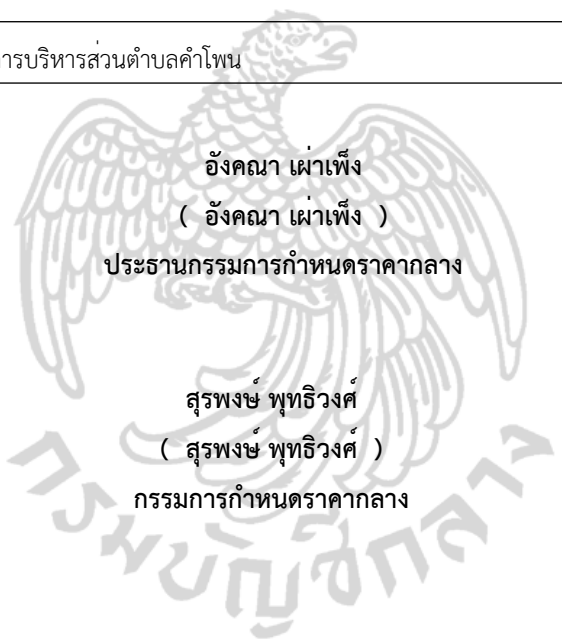 การบริหารส่วนตำบลคำโพน
อังคณา เผ่าเพ็ง
( อังคณา เผ่าเพ็ง )
ประธานกรรมการกำหนดราคากลาง
สุรพงษ์ พุทธิวงศ์
( สุรพงษ์ พุทธิวงศ์ )
กรรมการกำหนดราคากลาง
กรมบัญชีกลาง